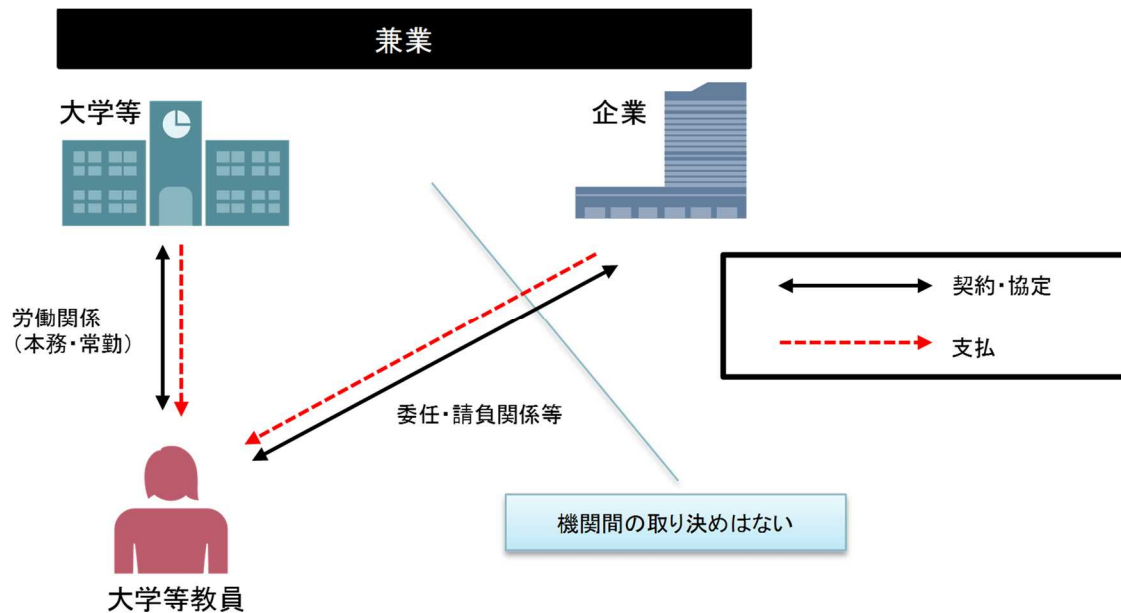 兼業
大学等
企業
契約・協定
支払
労働関係
（本務・常勤）
委任・請負関係等
機関間の取り決めはない
大学等教員